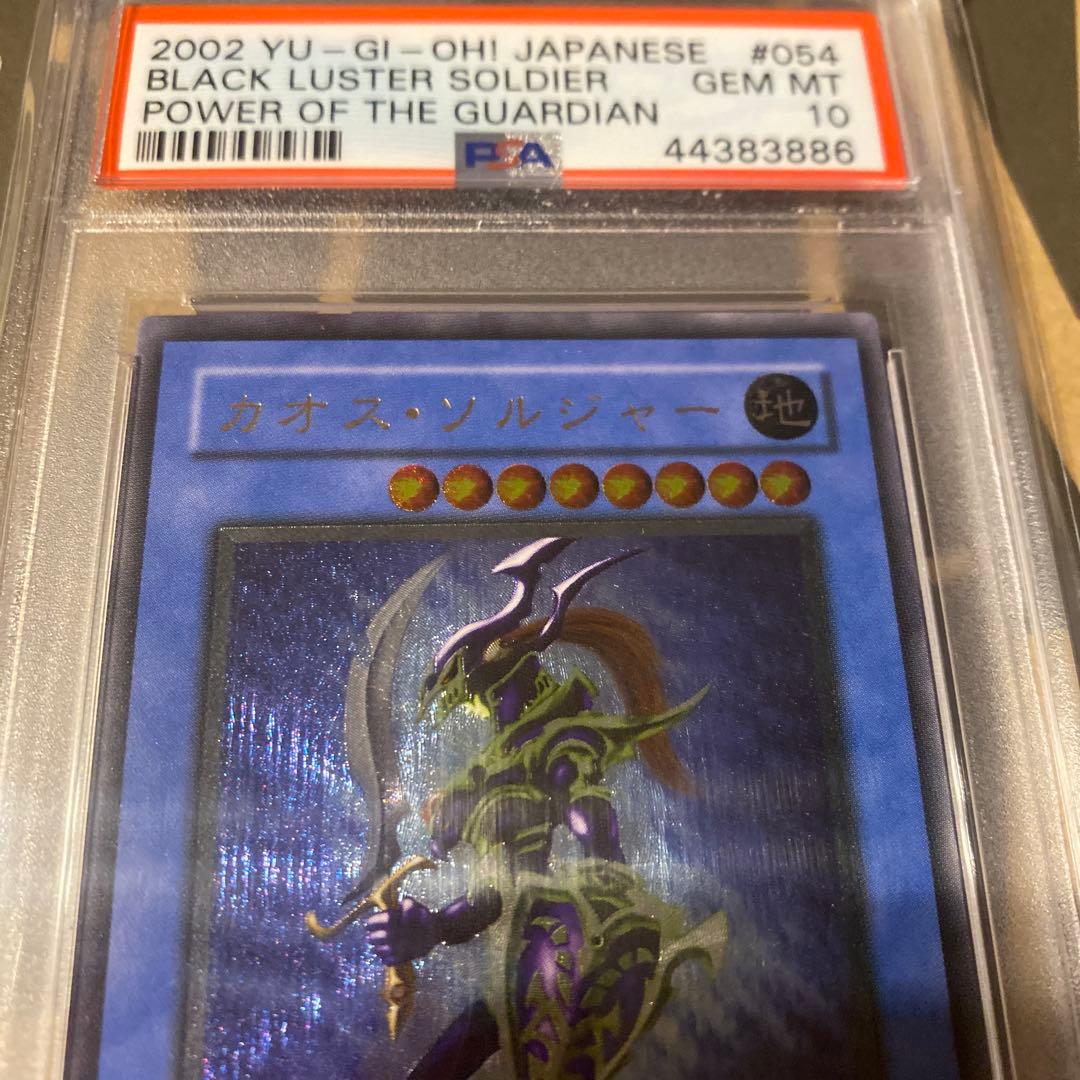 2002 YU-GI-OH! JAPANESE #054
BLACK LUSTER SOLDIER GEM MT
POWER OF THE GUARDIAN 10
PSA 44383886
カオス・ソルジャー 地